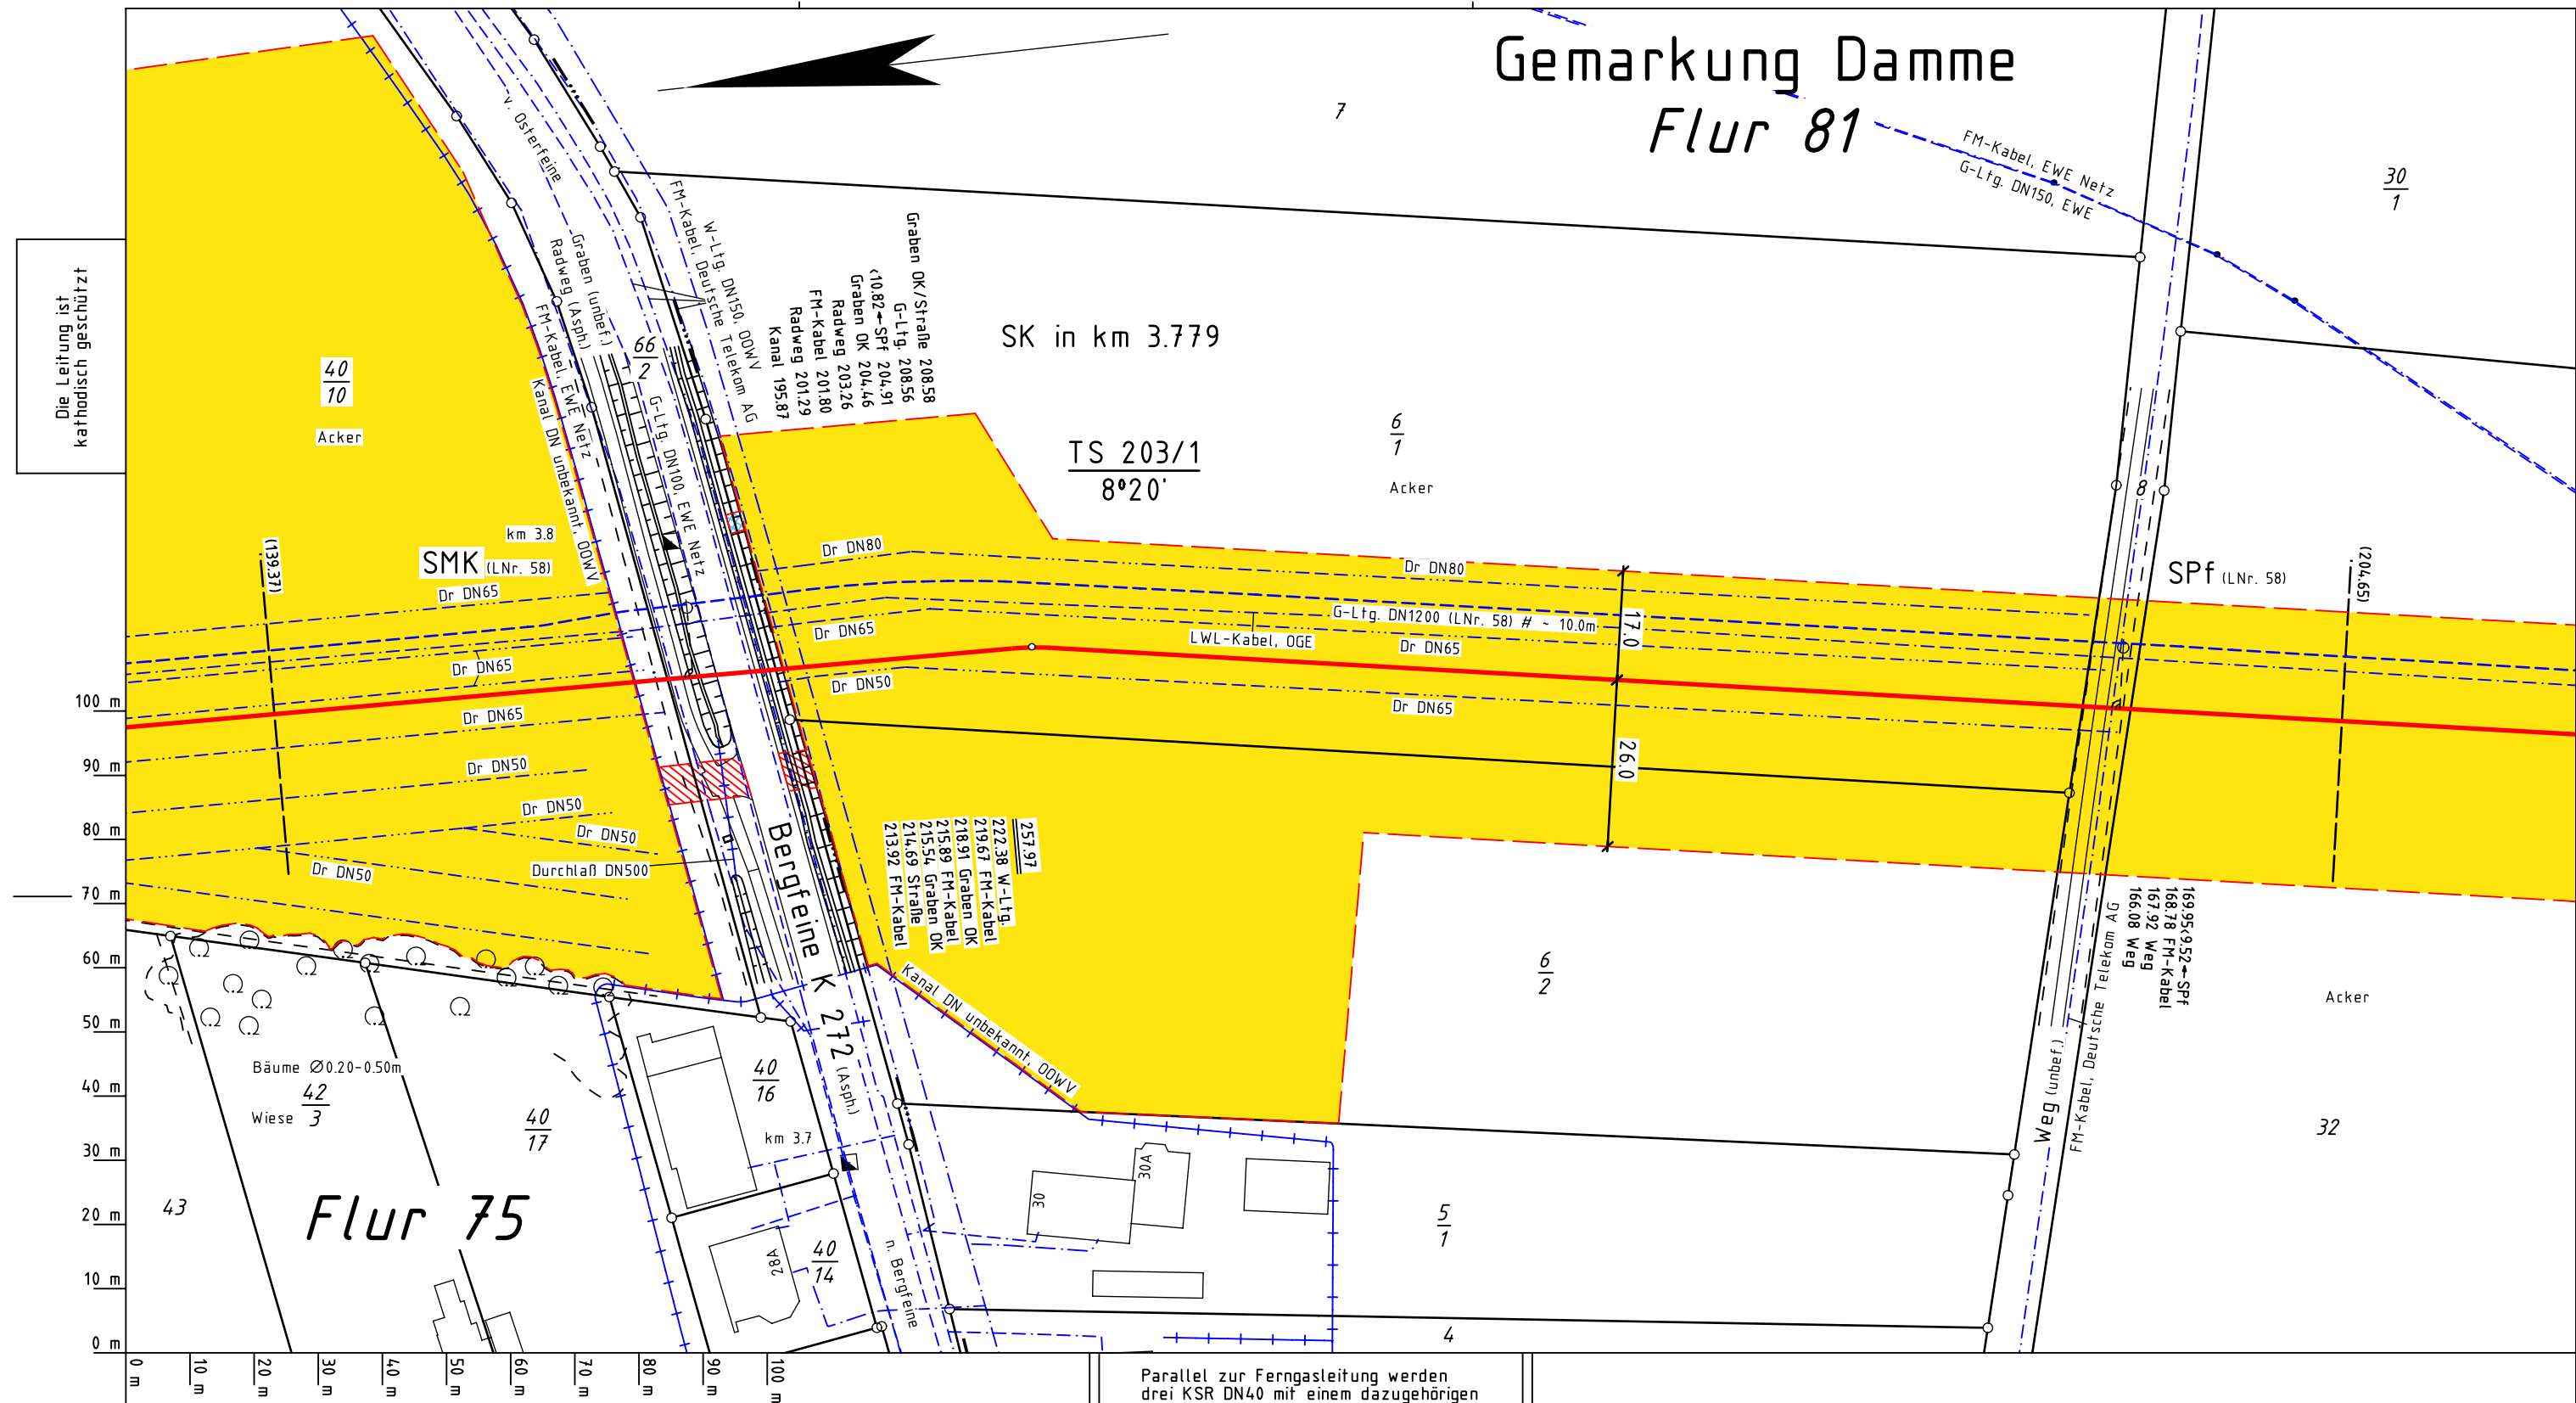 Gemarkung Damme
Flur 81
7
30
1
FM-Kabel, EWE Netz
G-Ltg. DN150, EWE
v. Osterfeine
Die Leitung ist
kathodisch geschützt
40
10
Acker
Graben (unbef.)
Radweg (Asph.)
FM-Kabel, EWE Netz
Kanal DN unbekannt, OOWV
66
2
G-Ltg. DN100, EWE Netz
W-Ltg. DN150, OOWV
FM-Kabel, Deutsche Telekom AG
Graben OK/Straße 208.58
G-Ltg. 208.56
<10.82←SPf 204.91
Graben OK 204.46
Radweg 203.26
FM-Kabel 201.80
Radweg 201.29
Kanal 195.87
SK in km 3.779
TS 203/1
8°20'
6
1
Acker
8
km 3.8
SMK (LNr. 58)
(139.37)
Dr DN65
Dr DN65
Dr DN65
Dr DN50
Dr DN50
Dr DN50
Dr DN50
Durchlaß DN500
Dr DN80
Dr DN80
Dr DN65
G-Ltg. DN1200 (LNr. 58) # ~ 10.0m
LWL-Kabel, OGE
Dr DN65
Dr DN50
Dr DN65
17.0
26.0
SPf (LNr. 58)
(204.65)
257.97
222.38 W-Ltg.
219.67 FM-Kabel
218.91 Graben OK
215.89 FM-Kabel
215.54 Graben OK
214.69 Straße
213.92 FM-Kabel
Bergfeine K 272 (Asph.)
Kanal DN unbekannt, OOWV
6
2
169.95<9.52←SPf
168.78 FM-Kabel
167.92 Weg
166.08 Weg
FM-Kabel, Deutsche Telekom AG
Weg (unbef.)
Acker
32
Bäume Ø0.20-0.50m
42
3
Wiese
40
17
40
16
km 3.7
43
Flur 75
28A
40
14
n. Bergfeine
30
30A
5
1
4
100 m
90 m
80 m
70 m
60 m
50 m
40 m
30 m
20 m
10 m
0 m
0 m
10 m
20 m
30 m
40 m
50 m
60 m
70 m
80 m
90 m
100 m
Parallel zur Ferngasleitung werden
drei KSR DN40 mit einem dazugehörigen